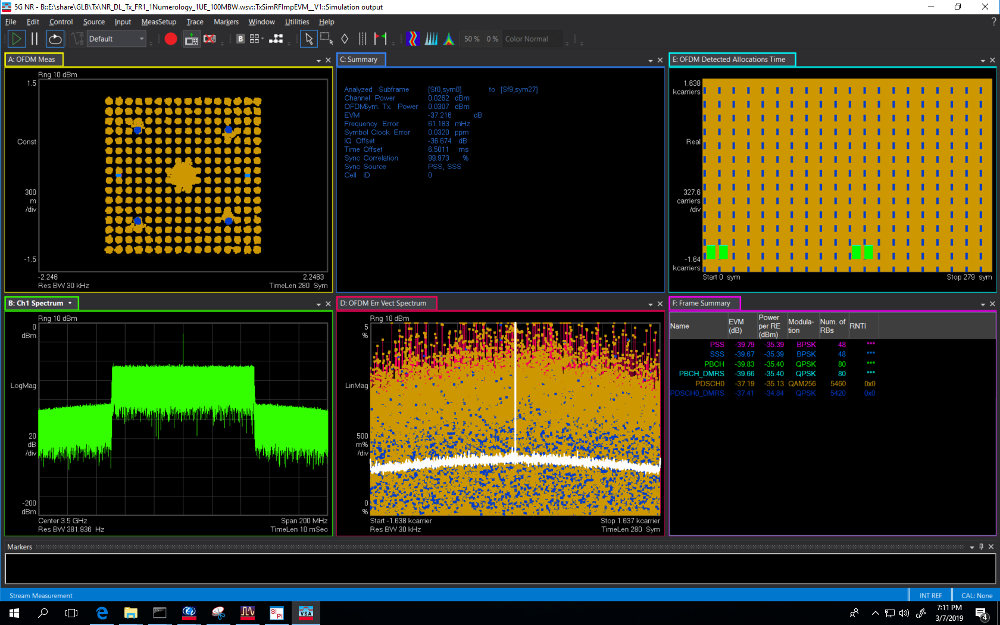 5G NR - B::E:\share\GLB\Tx\NR_DL_Tx_FR1_1Numerology_1UE_100MBW.wsv::TxSimRFImpEVM__V1::Simulation output
File Edit Control Source Input MeasSetup Trace Markers Window Utilities Help ?
Default B 50 % 0 % Color Normal
A: OFDM Meas
Rng 10 dBm
1.5
Const
300
m
/div
-1.5
-2.246 2.2463
Res BW 30 kHz TimeLen 280 Sym
C: Summary
Analyzed Subframe [Sf0,sym0] to [Sf9,sym27]
Channel Power 0.0262 dBm
OFDMSym. Tx. Power 0.0307 dBm
EVM -37.216 dB
Frequency Error 61.183 mHz
Symbol Clock Error 0.0320 ppm
IQ Offset -36.674 dB
Time Offset 6.5011 ms
Sync Correlation 99.973 %
Sync Source PSS, SSS
Cell ID 0
E: OFDM Detected Allocations Time
1.638
kcarriers
Real
327.6
carriers
/div
-1.64
kcarriers
Start 0 sym Stop 279 sym
B: Ch1 Spectrum
Rng 10 dBm
0
dBm
LogMag
20
dB
/div
-200
dBm
Center 3.5 GHz Span 200 MHz
Res BW 381.936 Hz TimeLen 10 mSec
D: OFDM Err Vect Spectrum
Rng 10 dBm
5
%
LinMag
500
m%
/div
0
%
Start -1.638 kcarrier Stop 1.637 kcarrier
Res BW 30 kHz TimeLen 280 Sym
F: Frame Summary
Name EVM (dB) Power per RE (dBm) Modula-tion Num. of RBs RNTI
PSS -39.79 -35.39 BPSK 48 ***
SSS -39.67 -35.39 BPSK 48 ***
PBCH -39.83 -35.40 QPSK 80 ***
PBCH_DMRS -39.66 -35.40 QPSK 80 ***
PDSCH0 -37.19 -35.13 QAM256 5460 0x0
PDSCH0_DMRS -37.41 -34.84 QPSK 5420 0x0
Markers
Stream Measurement INT REF CAL: None
SI
PI
VSA
7:11 PM
3/7/2019
4